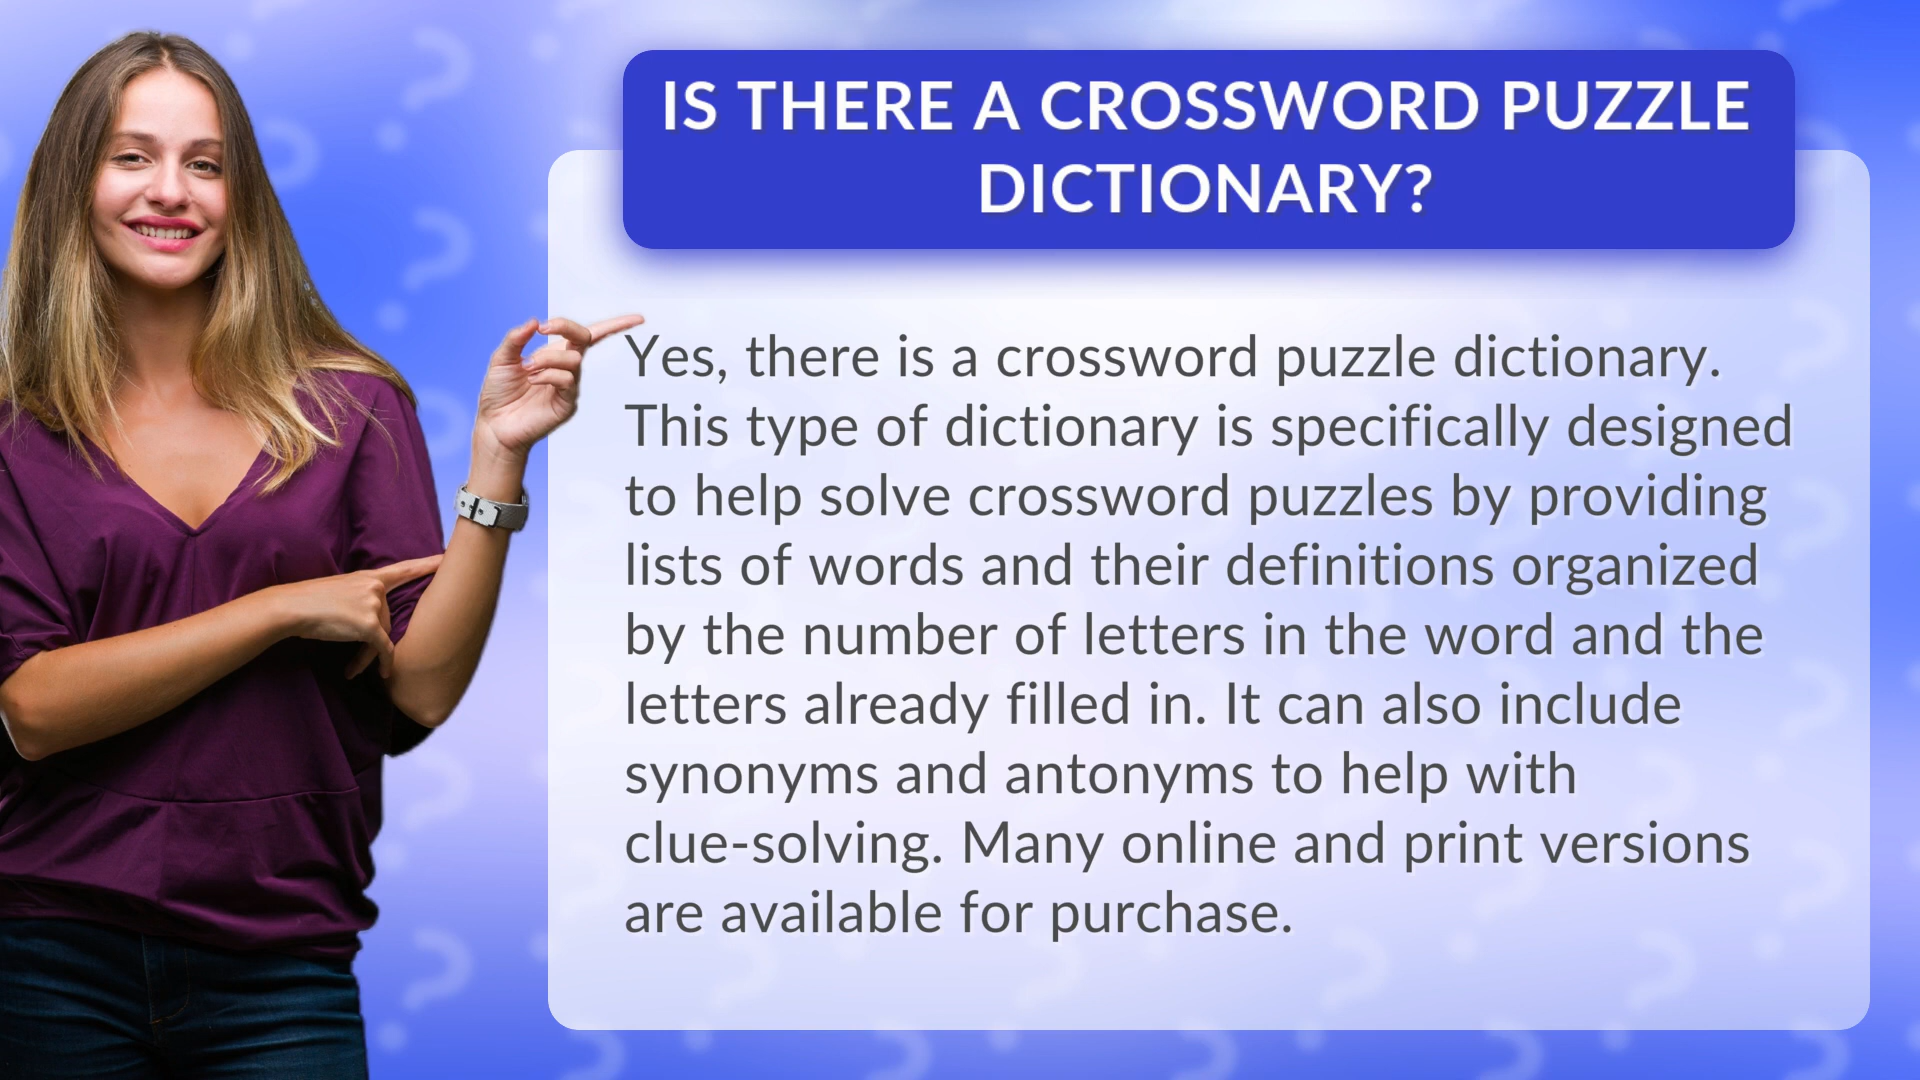 IS THERE A CROSSWORD PUZZLE
DICTIONARY?
Yes, there is a crossword puzzle dictionary.
This type of dictionary is specifically designed
to help solve crossword puzzles by providing
lists of words and their definitions organized
by the number of letters in the word and the
letters already filled in. It can also include
synonyms and antonyms to help with
clue-solving. Many online and print versions
are available for purchase.